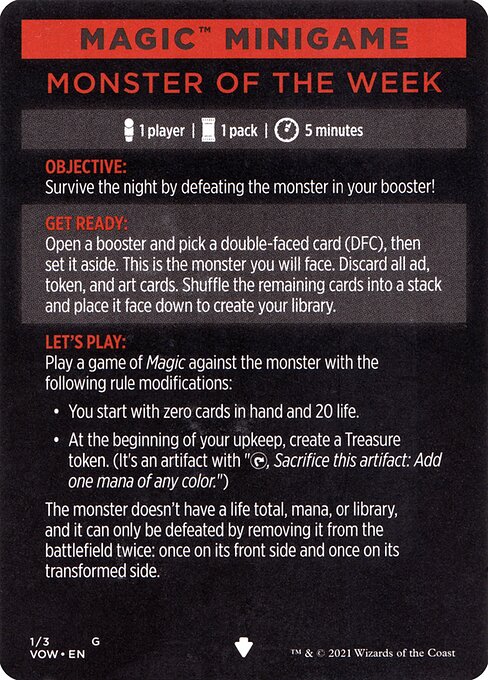 MAGIC™ MINIGAME
MONSTER OF THE WEEK
1 player | 1 pack | 5 minutes
OBJECTIVE:
Survive the night by defeating the monster in your booster!
GET READY:
Open a booster and pick a double-faced card (DFC), then
set it aside. This is the monster you will face. Discard all ad,
token, and art cards. Shuffle the remaining cards into a stack
and place it face down to create your library.
LET'S PLAY:
Play a game of Magic against the monster with the
following rule modifications:
• You start with zero cards in hand and 20 life.
• At the beginning of your upkeep, create a Treasure
token. (It's an artifact with ", Sacrifice this artifact: Add
one mana of any color.")
The monster doesn't have a life total, mana, or library,
and it can only be defeated by removing it from the
battlefield twice: once on its front side and once on its
transformed side.
1/3 G
VOW • EN
™ & © 2021 Wizards of the Coast